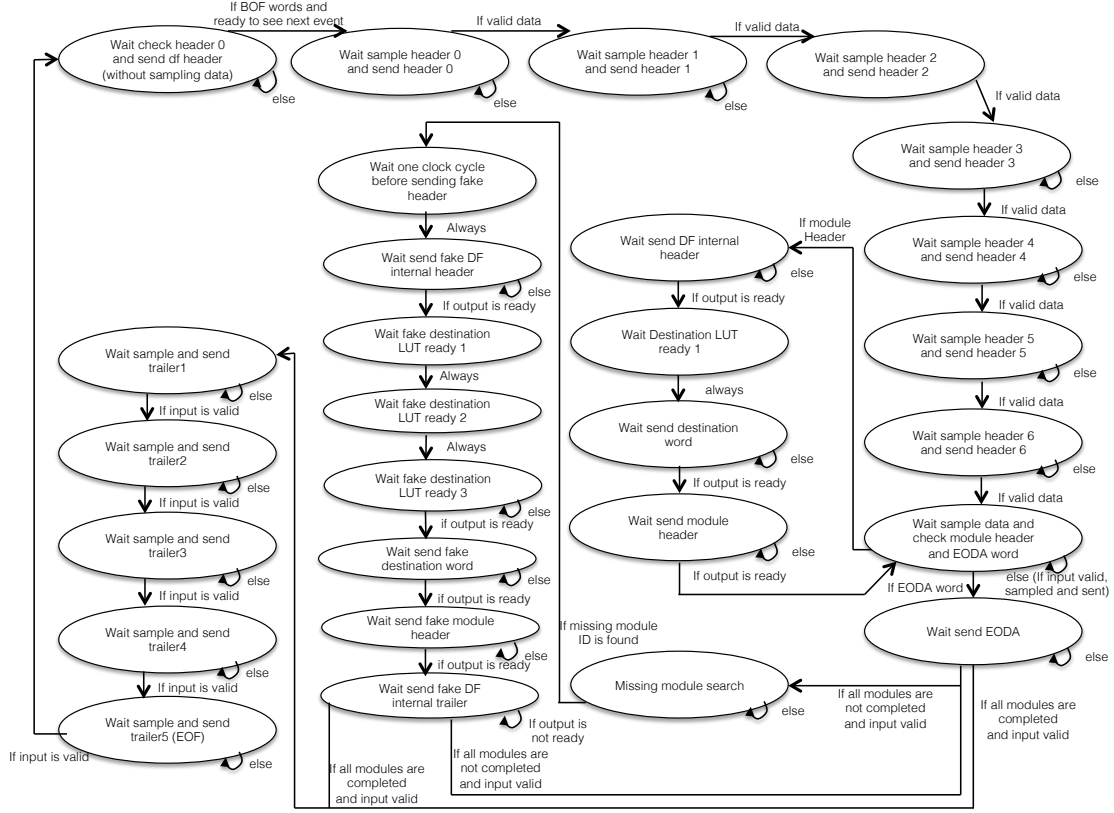 If BOF words and
ready to see next event
If valid data
If valid data
Wait check header 0
and send df header
(without sampling data)
else
Wait sample header 0
and send header 0
else
Wait sample header 1
and send header 1
else
Wait sample header 2
and send header 2
If valid data
Wait sample header 3
and send header 3
else
If valid data
Wait sample header 4
and send header 4
else
If valid data
Wait sample header 5
and send header 5
else
If valid data
Wait sample header 6
and send header 6
else
If valid data
Wait sample data and
check module header
and EODA word
else (If input valid,
sampled and sent)
If EODA word
Wait send EODA
else
If all modules are
not completed
and input valid
If all modules are
completed
and input valid
If module
Header
Wait send DF internal
header
else
If output is ready
Wait Destination LUT
ready 1
always
Wait send destination
word
else
If output is ready
Wait send module
header
else
If output is ready
If missing module
ID is found
Missing module search
else
Wait one clock cycle
before sending fake
header
Always
Wait send fake DF
internal header
else
If output is ready
Wait fake destination
LUT ready 1
Always
Wait fake destination
LUT ready 2
Always
Wait fake destination
LUT ready 3
else
if output is ready
Wait send fake
destination word
else
if output is ready
Wait send fake module
header
else
if output is ready
Wait send fake DF
internal trailer
If output is
not ready
If all modules are
not completed
and input valid
If all modules are
completed
and input valid
Wait sample and send
trailer1
else
If input is valid
Wait sample and send
trailer2
else
If input is valid
Wait sample and send
trailer3
else
If input is valid
Wait sample and send
trailer4
else
If input is valid
Wait sample and send
trailer5 (EOF)
else
If input is valid